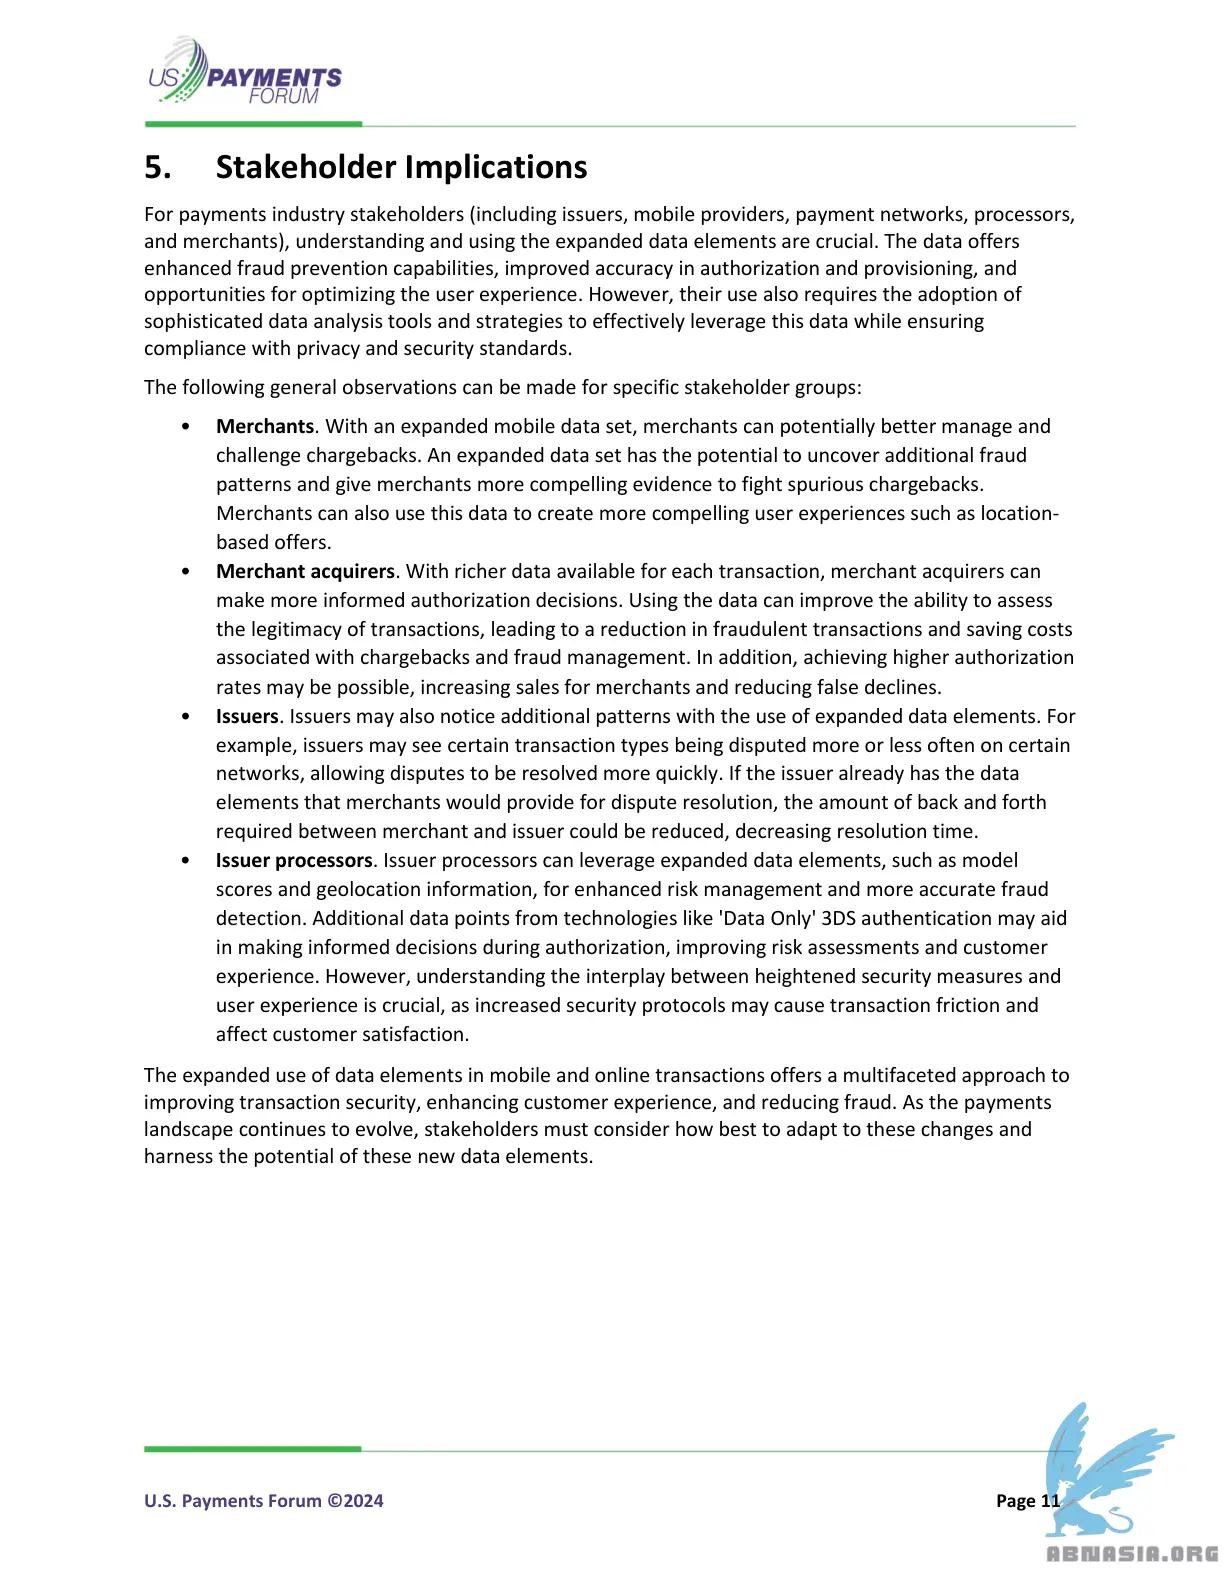 US PAYMENTS
FORUM
5. Stakeholder Implications
For payments industry stakeholders (including issuers, mobile providers, payment networks, processors,
and merchants), understanding and using the expanded data elements are crucial. The data offers
enhanced fraud prevention capabilities, improved accuracy in authorization and provisioning, and
opportunities for optimizing the user experience. However, their use also requires the adoption of
sophisticated data analysis tools and strategies to effectively leverage this data while ensuring
compliance with privacy and security standards.
The following general observations can be made for specific stakeholder groups:
• Merchants. With an expanded mobile data set, merchants can potentially better manage and
challenge chargebacks. An expanded data set has the potential to uncover additional fraud
patterns and give merchants more compelling evidence to fight spurious chargebacks.
Merchants can also use this data to create more compelling user experiences such as location-
based offers.
• Merchant acquirers. With richer data available for each transaction, merchant acquirers can
make more informed authorization decisions. Using the data can improve the ability to assess
the legitimacy of transactions, leading to a reduction in fraudulent transactions and saving costs
associated with chargebacks and fraud management. In addition, achieving higher authorization
rates may be possible, increasing sales for merchants and reducing false declines.
• Issuers. Issuers may also notice additional patterns with the use of expanded data elements. For
example, issuers may see certain transaction types being disputed more or less often on certain
networks, allowing disputes to be resolved more quickly. If the issuer already has the data
elements that merchants would provide for dispute resolution, the amount of back and forth
required between merchant and issuer could be reduced, decreasing resolution time.
• Issuer processors. Issuer processors can leverage expanded data elements, such as model
scores and geolocation information, for enhanced risk management and more accurate fraud
detection. Additional data points from technologies like 'Data Only' 3DS authentication may aid
in making informed decisions during authorization, improving risk assessments and customer
experience. However, understanding the interplay between heightened security measures and
user experience is crucial, as increased security protocols may cause transaction friction and
affect customer satisfaction.
The expanded use of data elements in mobile and online transactions offers a multifaceted approach to
improving transaction security, enhancing customer experience, and reducing fraud. As the payments
landscape continues to evolve, stakeholders must consider how best to adapt to these changes and
harness the potential of these new data elements.
U.S. Payments Forum ©2024 Page 11
ABNASIA.ORG